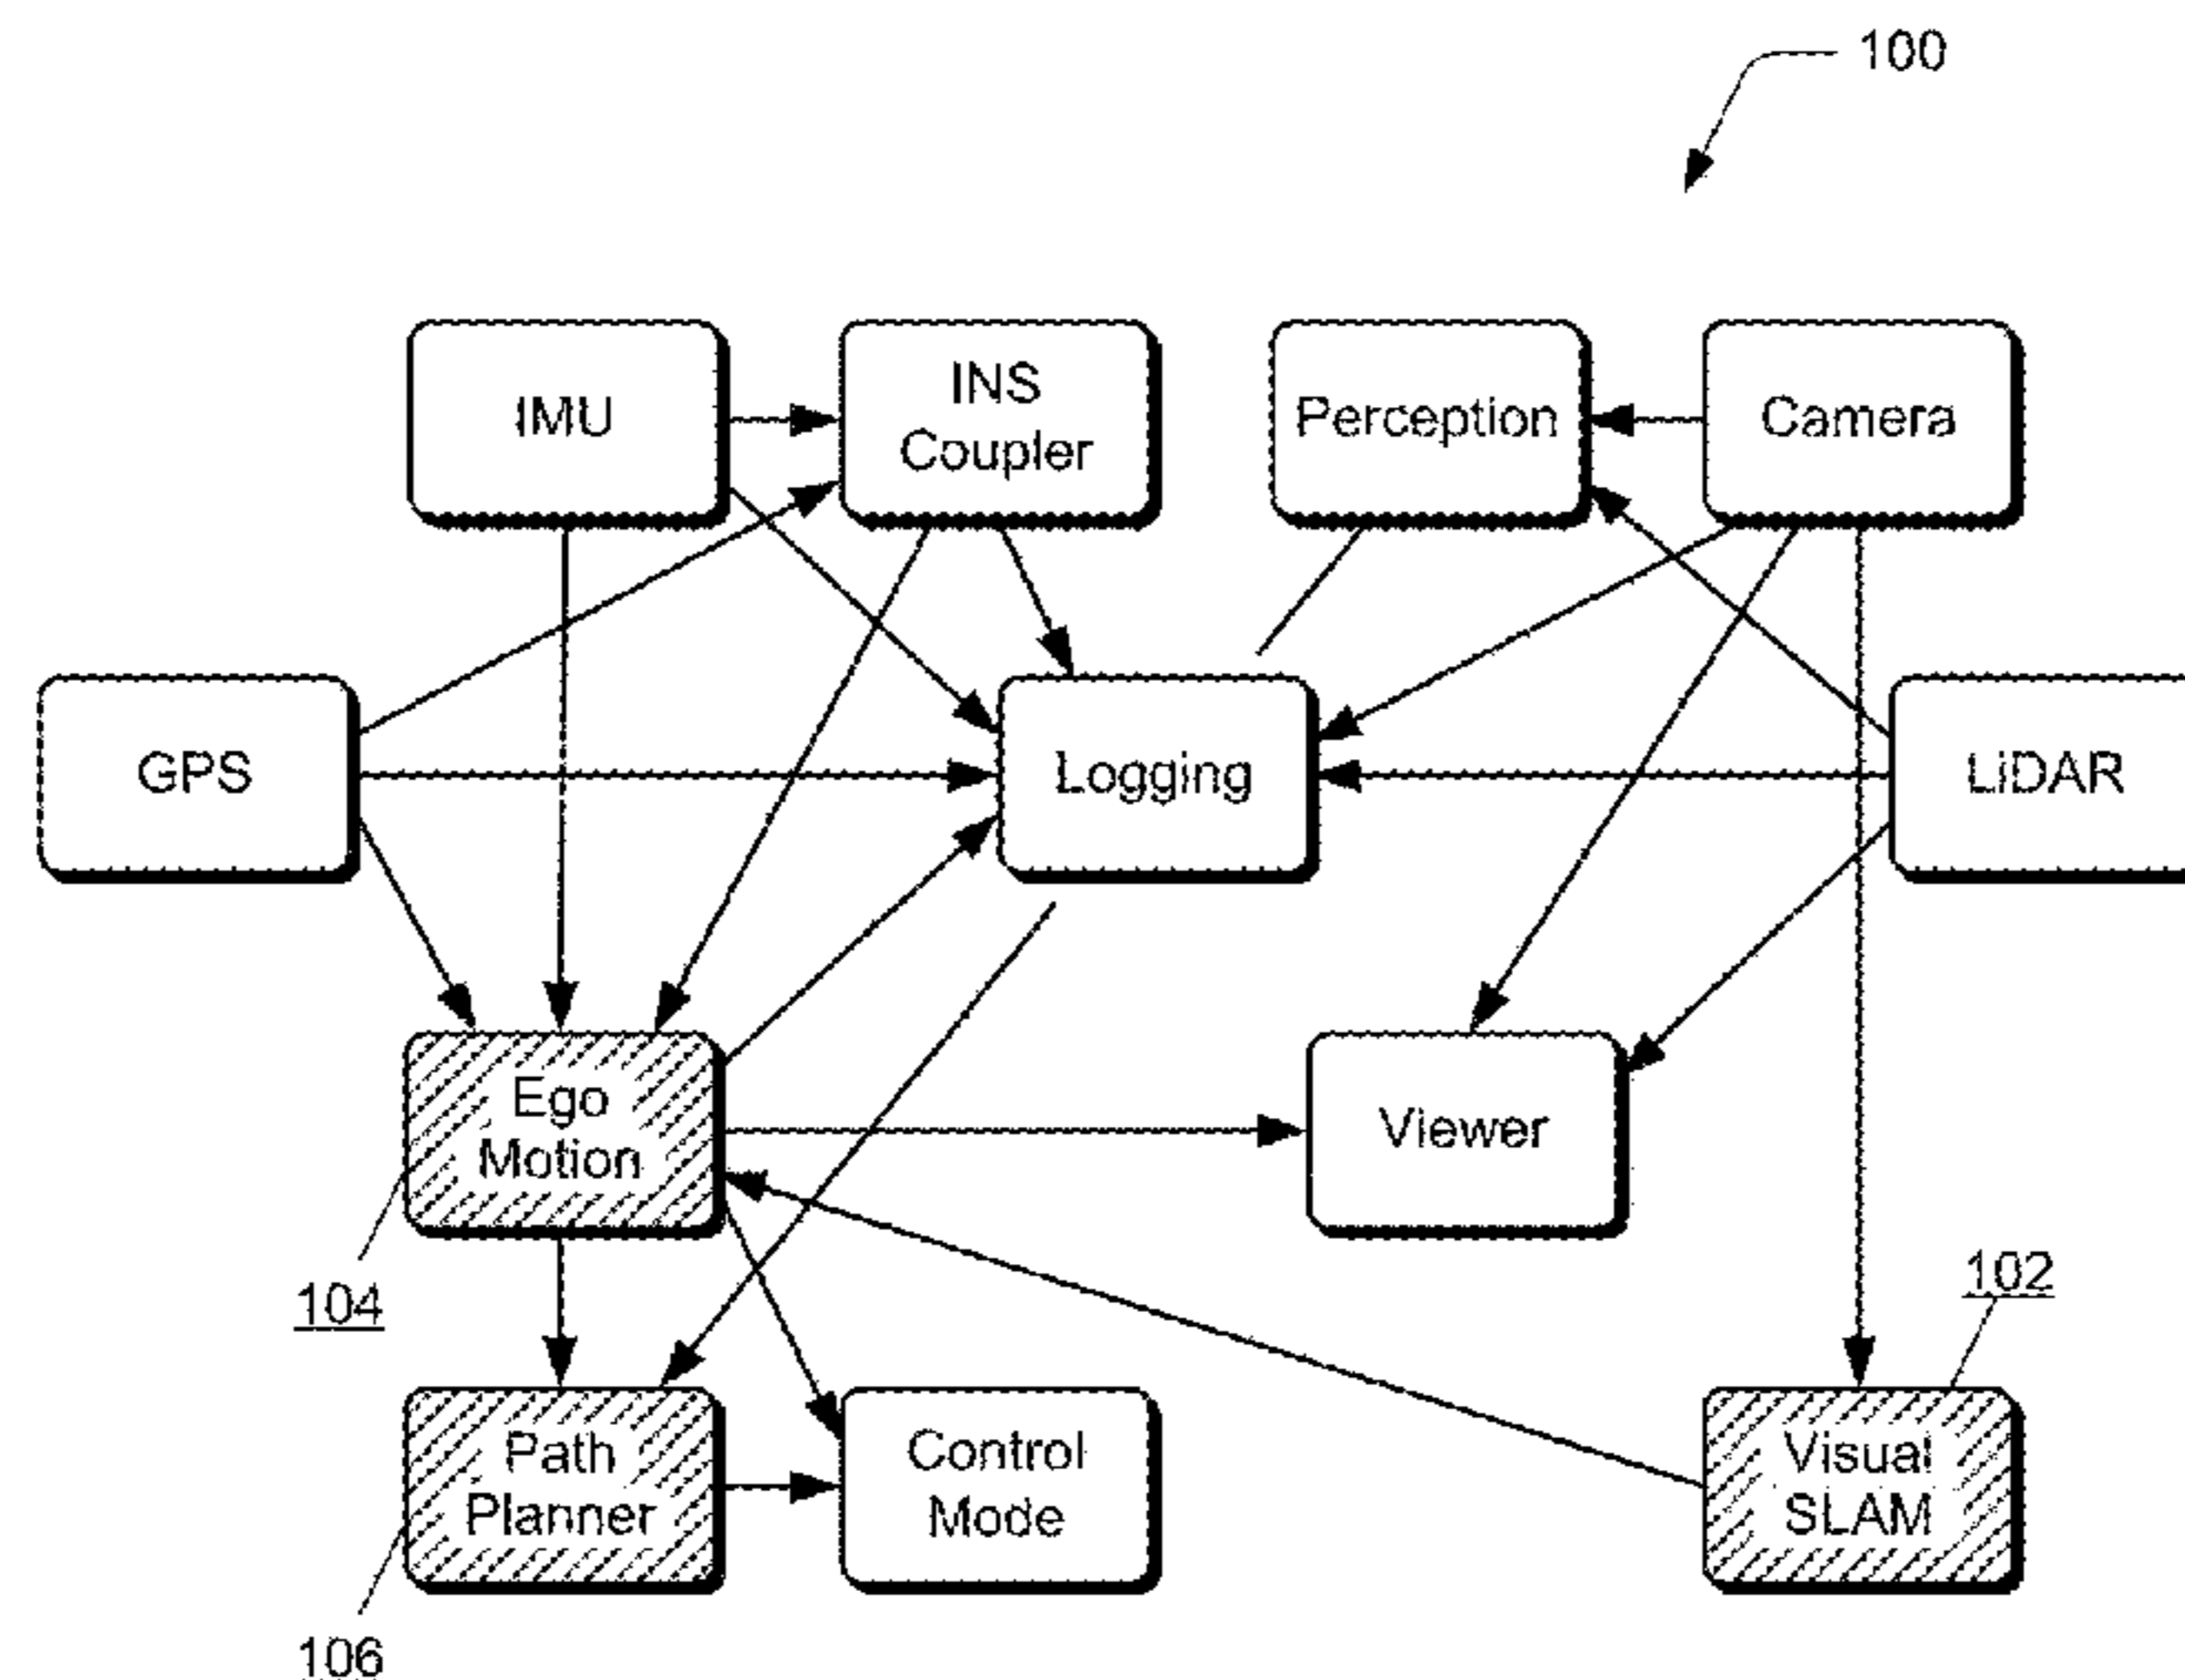 100
IMU
INS
Coupler
Perception
Camera
GPS
Logging
LiDAR
Ego
Motion
Viewer
104
102
Path
Planner
Control
Mode
Visual
SLAM
106